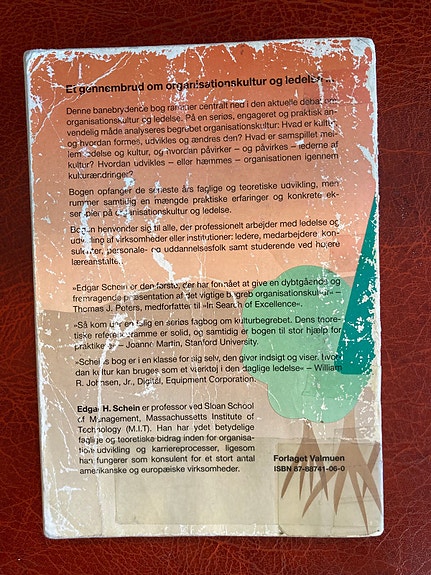 Et gennembrud om organisationskultur og ledelse ...
Denne banebrydende bog rammer centralt ned i den aktuelle debat om
organisationskultur og ledelse. På en seriøs, engageret og praktisk an-
vendelig måde analyseres begrebet organisationskultur: Hvad er kultur
og hvordan formes, udvikles og ændres den? Hvad er samspillet mel-
lem ledelse og kultur, og hvordan påvirker – og påvirkes – lederne af
kultur? Hvordan udvikles – eller hæmmes – organisationen igennem
kulturændringer?
Bogen opfanger de seneste års faglige og teoretiske udvikling, men
rummer samtidig en mængde praktiske erfaringer og konkrete ek-
sempler på organisationskultur og ledelse.
Bogen henvender sig til alle, der professionelt arbejder med ledelse og
udvikling af virksomheder eller institutioner: ledere, medarbejdere, kon-
sulenter, personale- og uddannelsesfolk samt studerende ved højere
læreanstalter.
»Edgar Schein er den første, der har formået at give en dybtgående og
fremragende præsentation af det vigtige begreb organisationskultur« –
Thomas J. Peters, medforfatter til »In Search of Excellence«.
»Så kom der endelig en seriøs fagbog om kulturbegrebet. Dens teore-
tiske referenceramme er solid, og samtidig er bogen til stor hjælp for
praktikere« – Joanne Martin, Stanford University.
»Scheins bog er i en klasse for sig selv, den giver indsigt og viser, hvor-
dan kultur kan bruges som et værktøj i den daglige ledelse« – William
R. Johnsen, Jr., Digital, Equipment Corporation.
Edgar H. Schein er professor ved Sloan School
of Management, Massachussetts Institute of
Technology (M.I.T). Han har ydet betydelige
faglige og teoretiske bidrag inden for organisa-
tionsudvikling og karriereprocesser, ligesom
han fungerer som konsulent for et stort antal
amerikanske og europæiske virksomheder.
Forlaget Valmuen
ISBN 87-88741-06-0